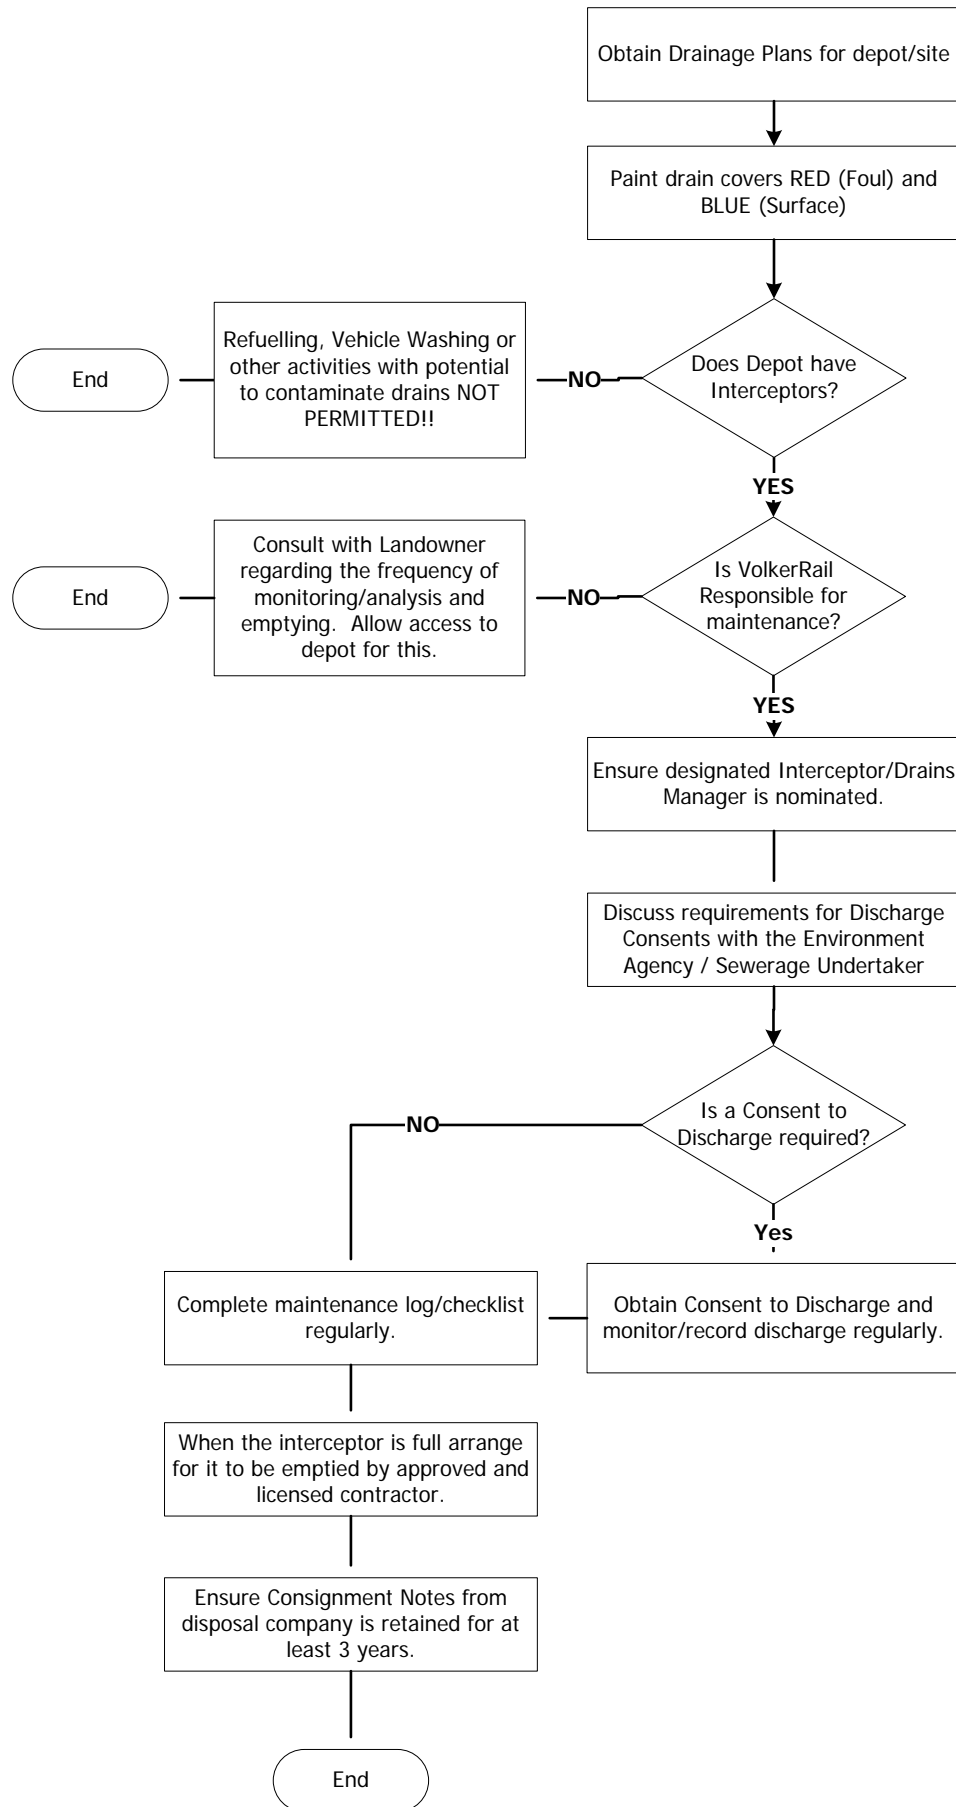 Obtain Drainage Plans for depot/site
Paint drain covers RED (Foul) and
BLUE (Surface)
Does Depot have
Interceptors?
NO
Refuelling, Vehicle Washing or
other activities with potential
to contaminate drains NOT
PERMITTED!!
End
YES
Is VolkerRail
Responsible for
maintenance?
NO
Consult with Landowner
regarding the frequency of
monitoring/analysis and
emptying.  Allow access to
depot for this.
End
YES
Ensure designated Interceptor/Drains
Manager is nominated.
Discuss requirements for Discharge
Consents with the Environment
Agency / Sewerage Undertaker
Is a Consent to
Discharge required?
NO
Yes
Obtain Consent to Discharge and
monitor/record discharge regularly.
Complete maintenance log/checklist
regularly.
When the interceptor is full arrange
for it to be emptied by approved and
licensed contractor.
Ensure Consignment Notes from
disposal company is retained for at
least 3 years.
End